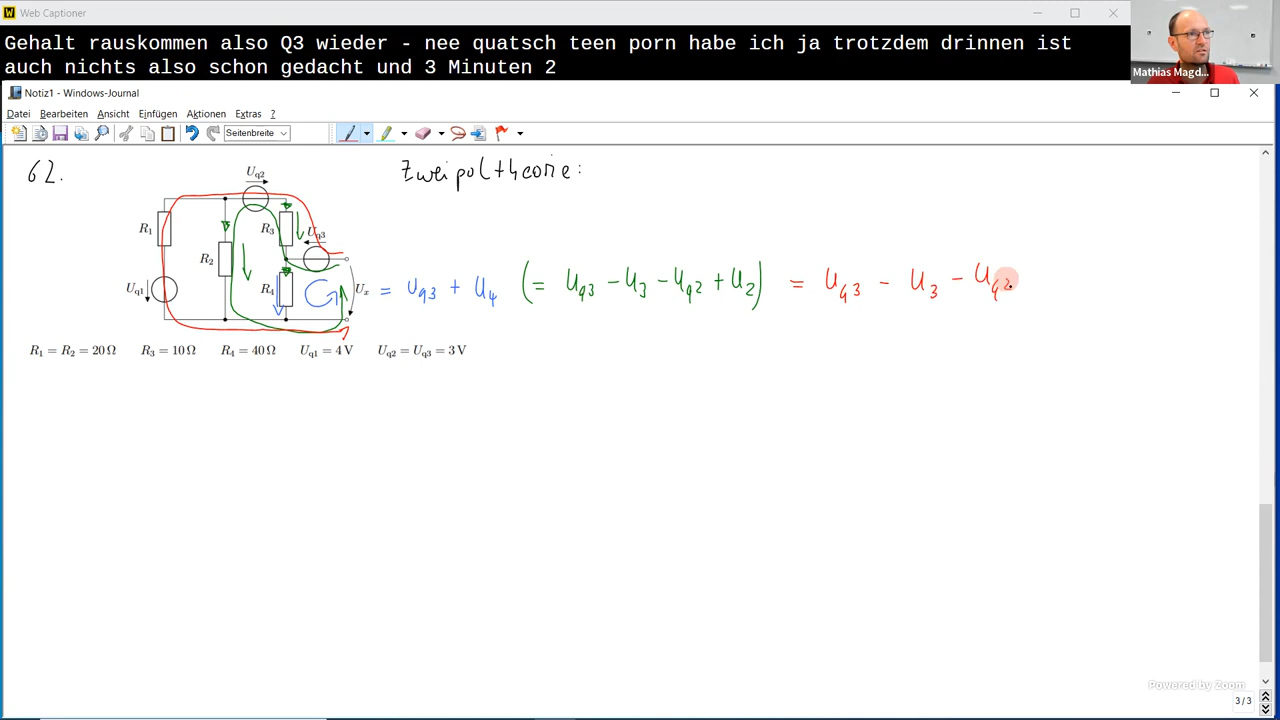 Web Captioner
Gehalt rauskommen also Q3 wieder - nee quatsch teen porn habe ich ja trotzdem drinnen ist
auch nichts also schon gedacht und 3 Minuten 2
Mathias Magd...
Notiz1 - Windows-Journal
Datei Bearbeiten Ansicht Einfügen Aktionen Extras ?
Seitenbreite
62.
Zweipoltheorie:
Uq2
R1
R2
R3
Uq3
Uq1
R4
Ux = Uq3 + U4 (= Uq3 - U3 - Uq2 + U2) = Uq3 - U3 - Uq2
R1 = R2 = 20 Ω R3 = 10 Ω R4 = 40 Ω Uq1 = 4 V Uq2 = Uq3 = 3 V
Powered by Zoom
3/3